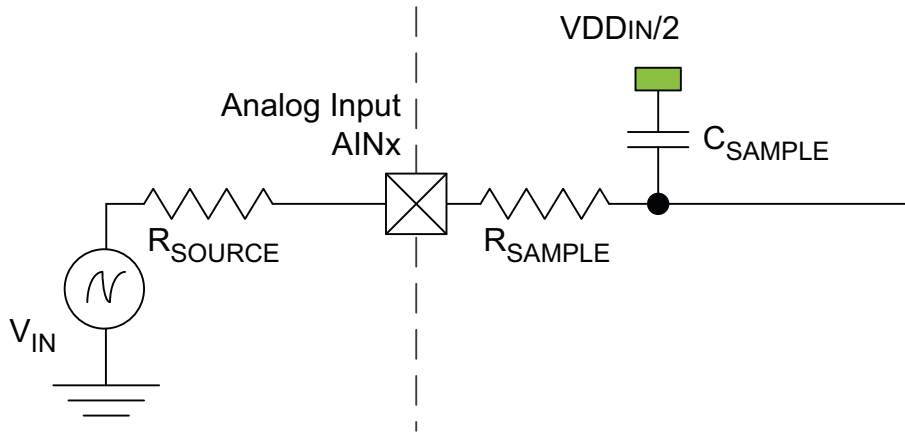 VDDIN/2
Analog Input
AINx
CSAMPLE
RSOURCE
RSAMPLE
VIN